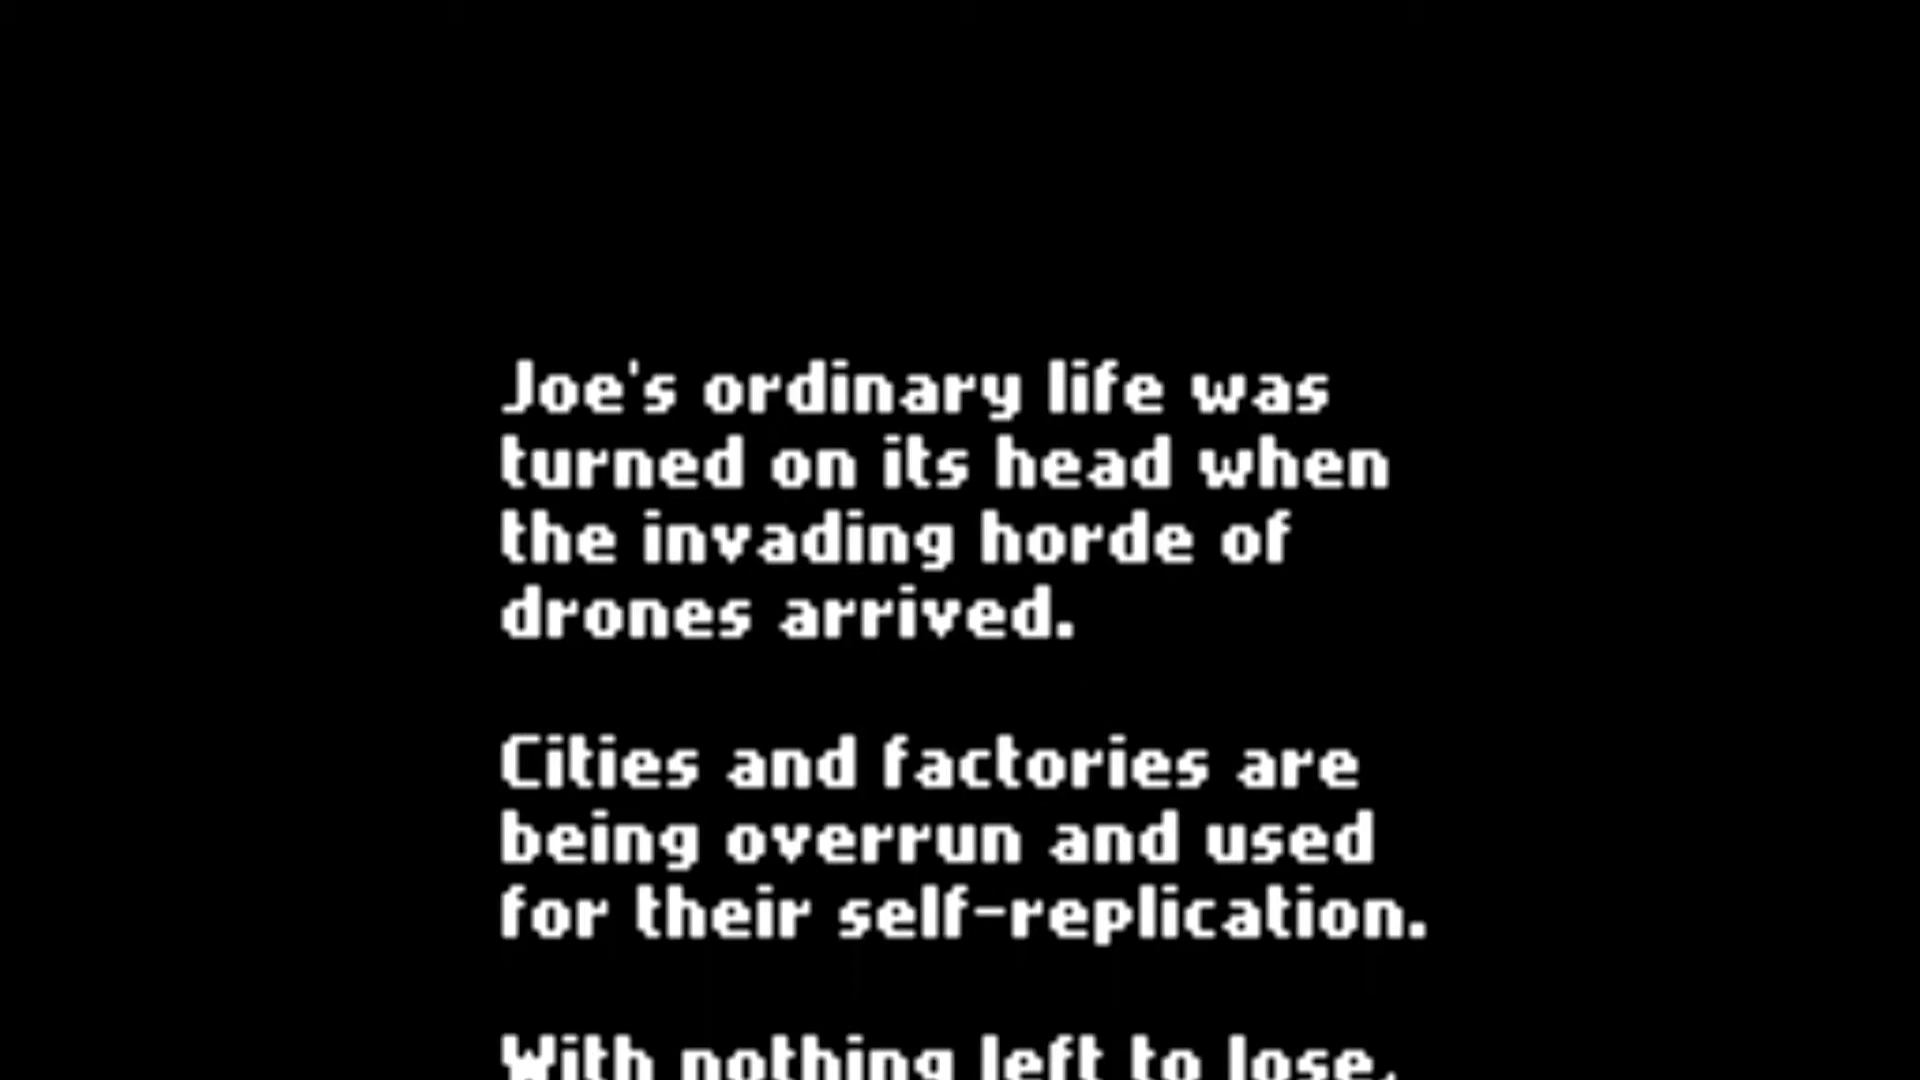 Joe's ordinary life was
turned on its head when
the invading horde of
drones arrived.
Cities and factories are
being overrun and used
for their self-replication.
With nothing left to lose,